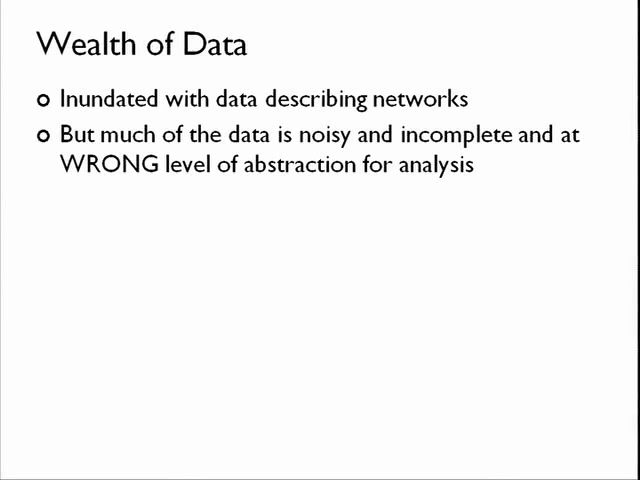 Wealth of Data
Inundated with data describing networks
But much of the data is noisy and incomplete and at
WRONG level of abstraction for analysis